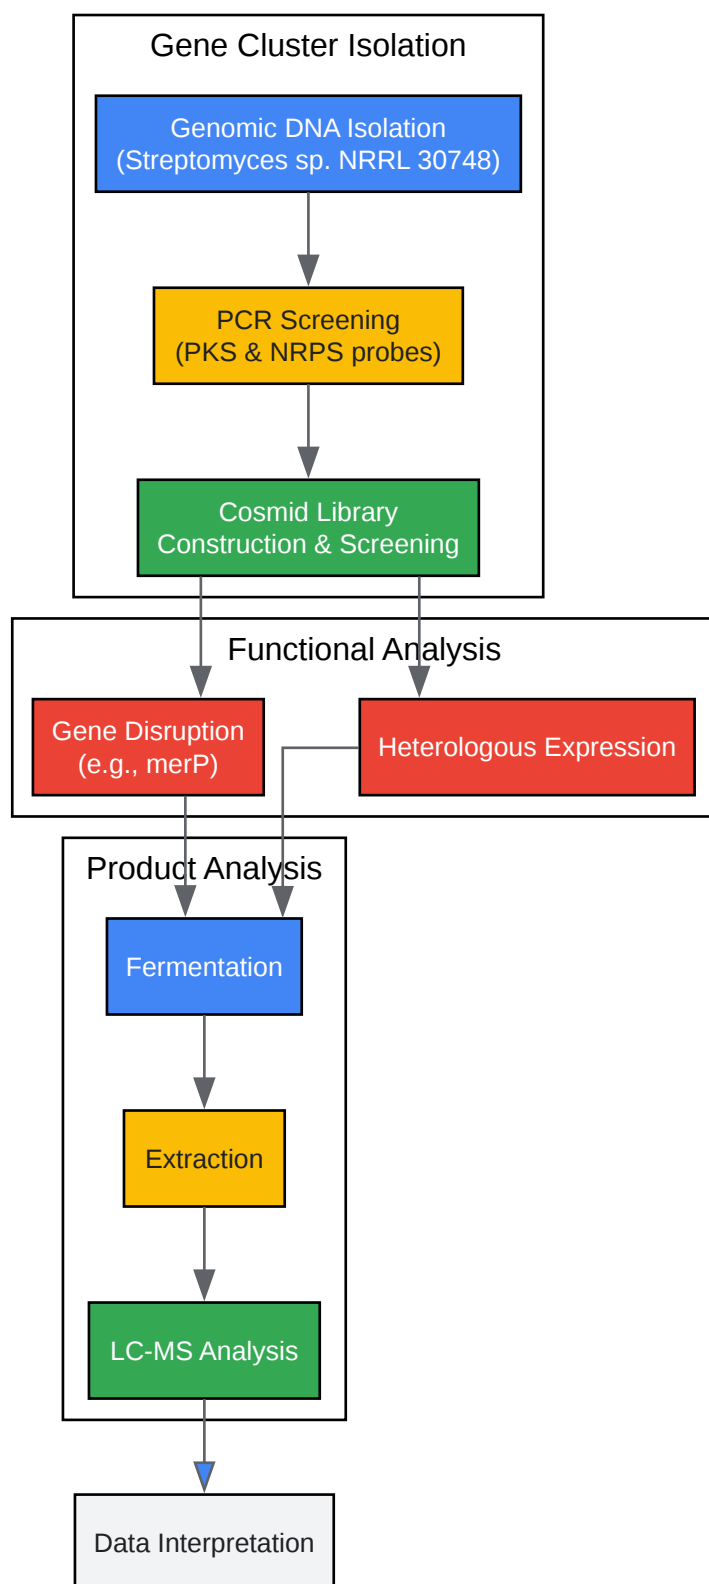 Gene Cluster Isolation
Genomic DNA Isolation
(Streptomyces sp. NRRL 30748)
PCR Screening
(PKS & NRPS probes)
Cosmid Library
Construction & Screening
Functional Analysis
Gene Disruption
(e.g., merP)
Heterologous Expression
Product Analysis
Fermentation
Extraction
LC-MS Analysis
Data Interpretation